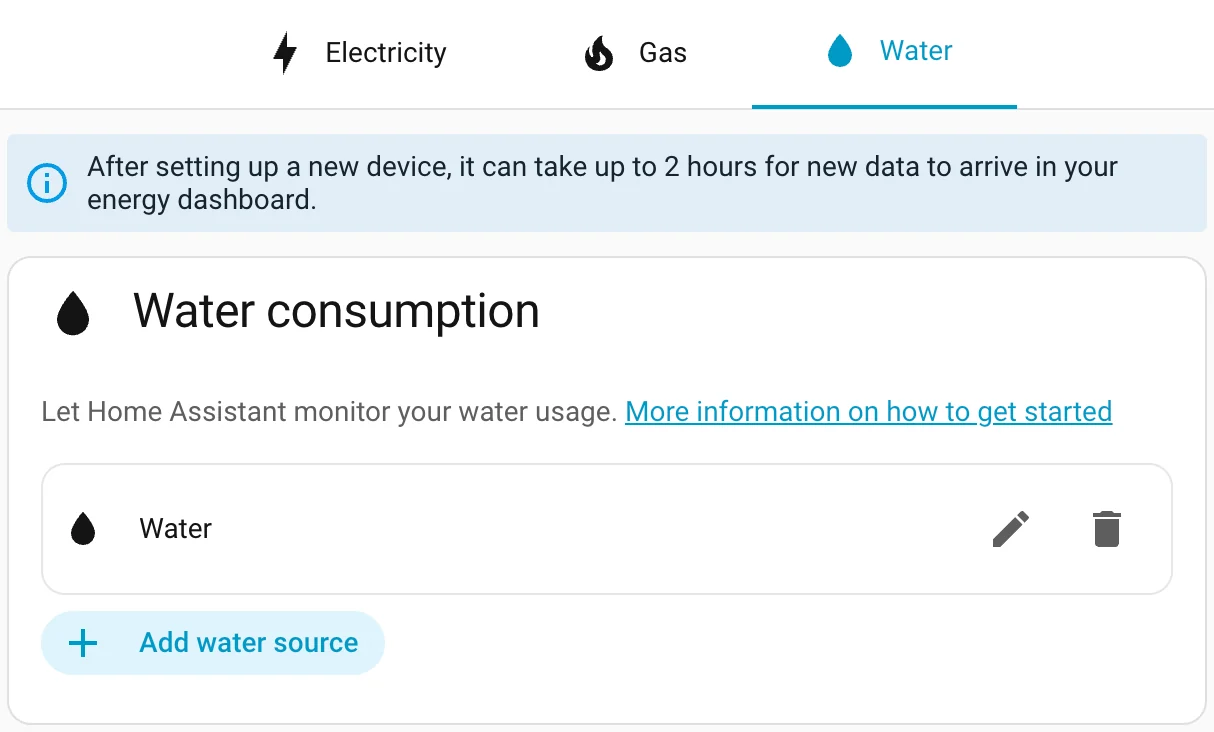 Electricity
Gas
Water
After setting up a new device, it can take up to 2 hours for new data to arrive in your
energy dashboard.
Water consumption
Let Home Assistant monitor your water usage. More information on how to get started
Water
Add water source